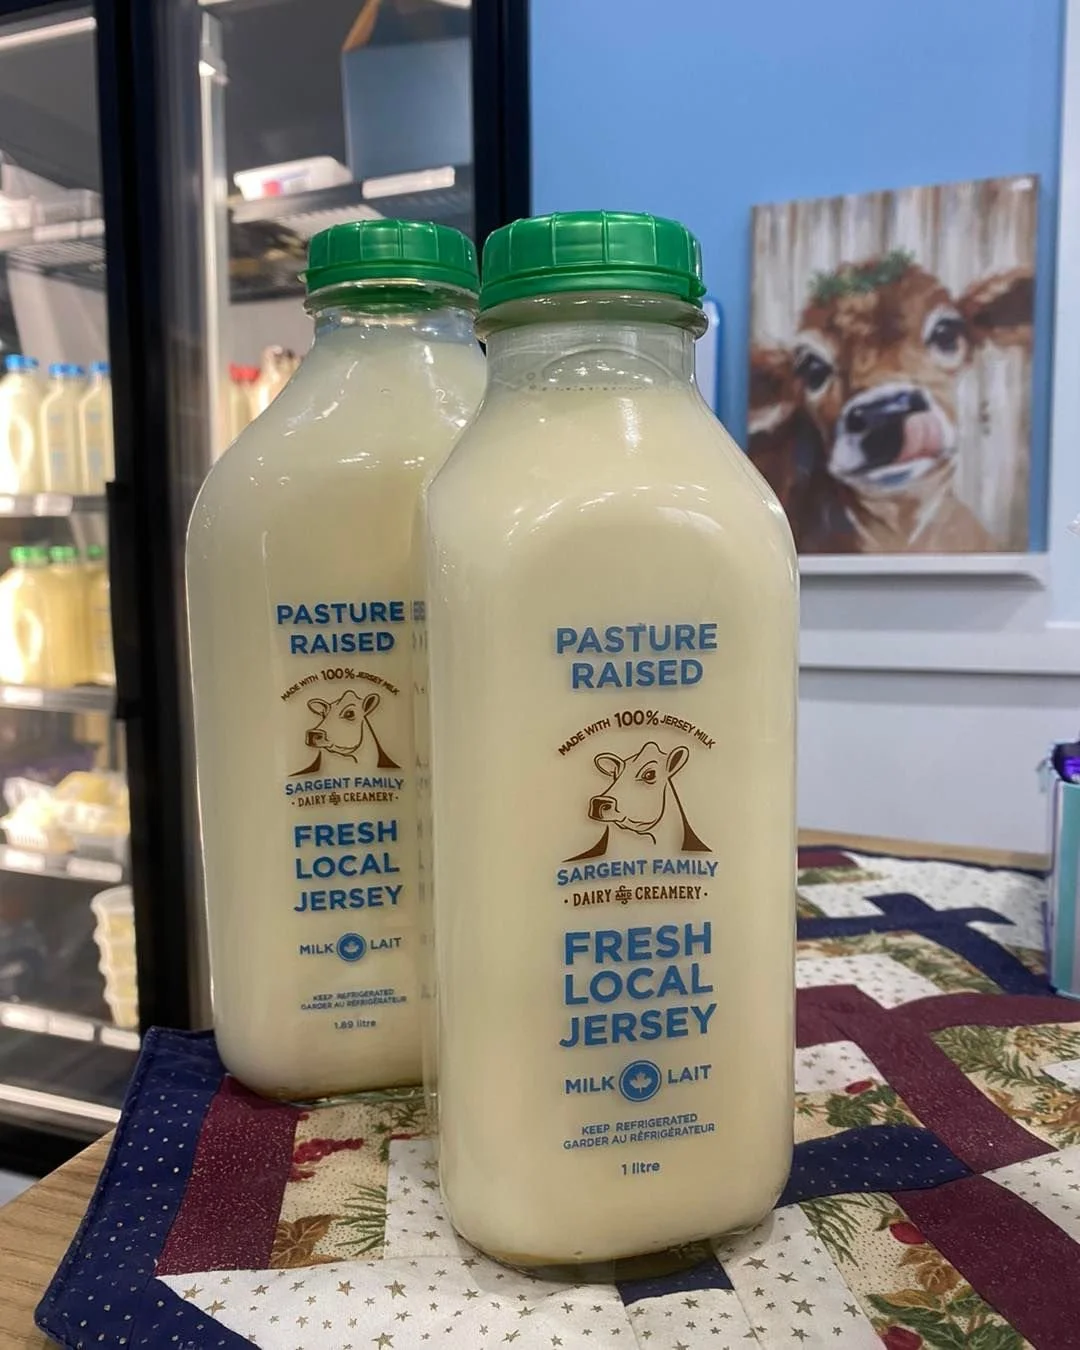 PASTURE
RAISED
MADE WITH 100% JERSEY MILK
SARGENT FAMILY
· DAIRY AND CREAMERY ·
FRESH
LOCAL
JERSEY
MILK LAIT
KEEP REFRIGERATED
GARDER AU RÉFRIGÉRATEUR
1.89 litre
PASTURE
RAISED
MADE WITH 100% JERSEY MILK
SARGENT FAMILY
· DAIRY AND CREAMERY ·
FRESH
LOCAL
JERSEY
MILK LAIT
KEEP REFRIGERATED
GARDER AU RÉFRIGÉRATEUR
1 litre